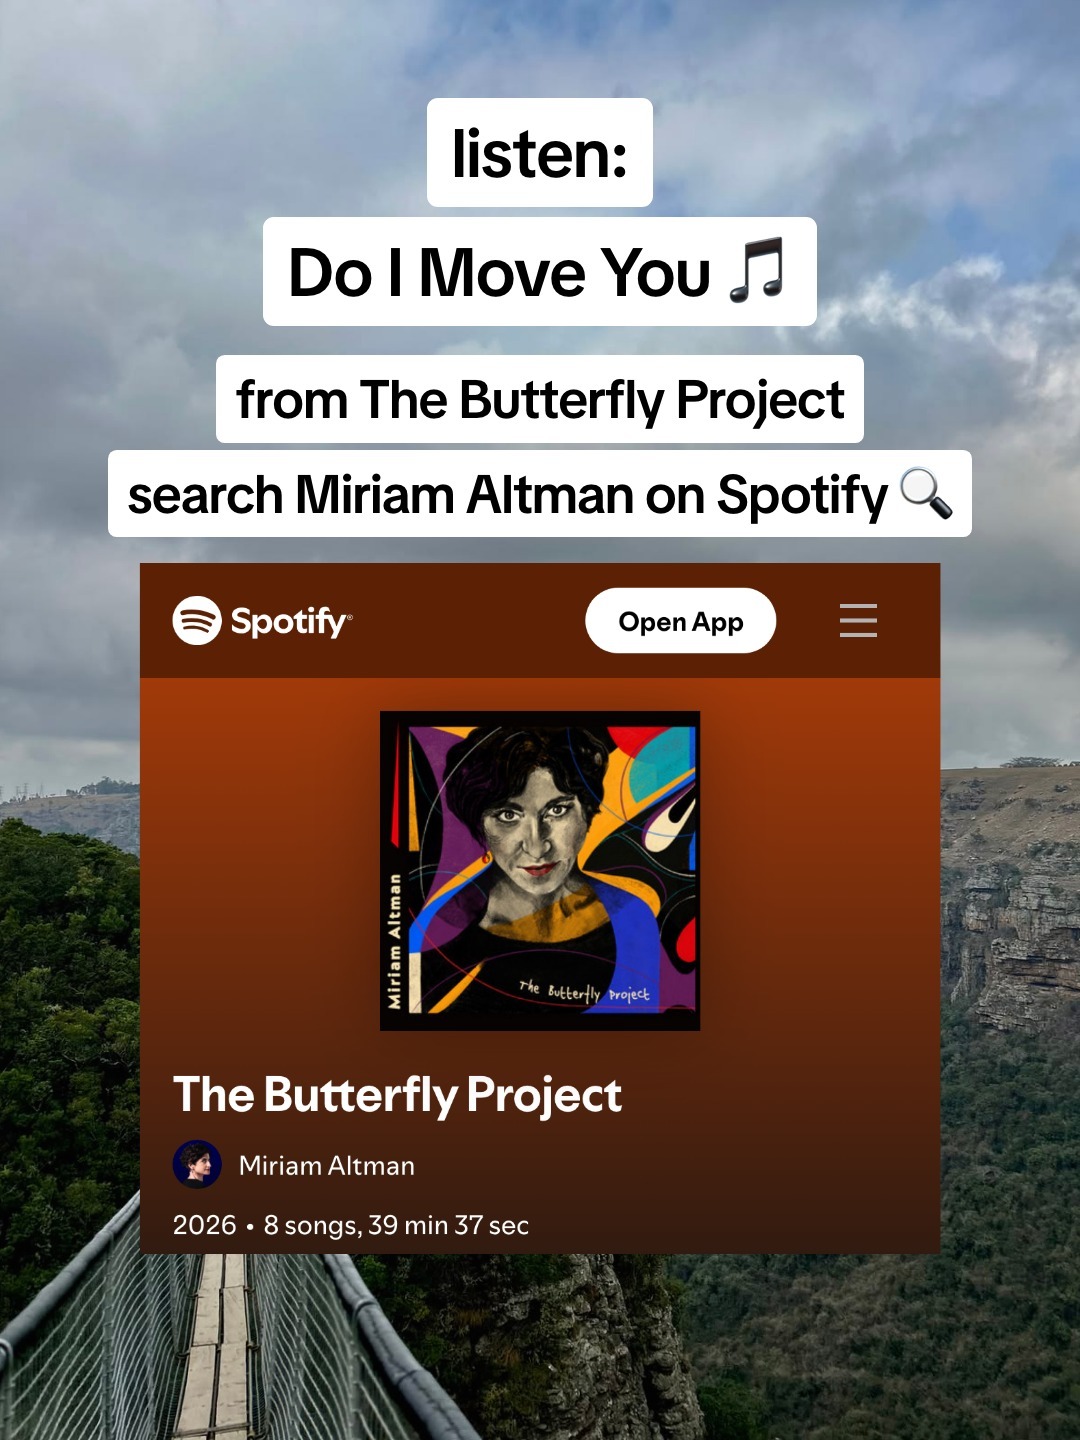 listen:
Do I Move You 🎵
from The Butterfly Project
search Miriam Altman on Spotify 🔍
Spotify®
Open App
Miriam Altman
The Butterfly Project
The Butterfly Project
Miriam Altman
2026 • 8 songs, 39 min 37 sec